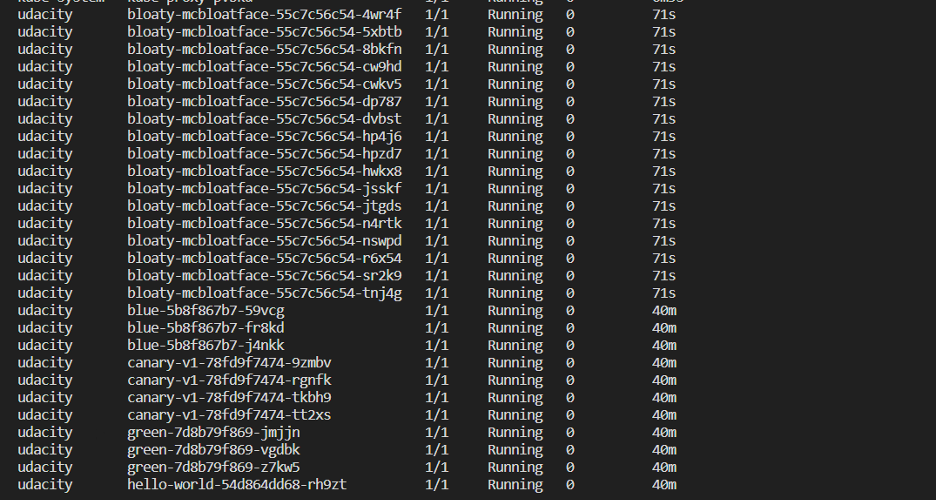 udacity bloaty-mcbloatface-55c7c56c54-4wr4f 1/1 Running 0 71s
udacity bloaty-mcbloatface-55c7c56c54-5xbtb 1/1 Running 0 71s
udacity bloaty-mcbloatface-55c7c56c54-8bkfn 1/1 Running 0 71s
udacity bloaty-mcbloatface-55c7c56c54-cw9hd 1/1 Running 0 71s
udacity bloaty-mcbloatface-55c7c56c54-cwkv5 1/1 Running 0 71s
udacity bloaty-mcbloatface-55c7c56c54-dp787 1/1 Running 0 71s
udacity bloaty-mcbloatface-55c7c56c54-dvbst 1/1 Running 0 71s
udacity bloaty-mcbloatface-55c7c56c54-hp4j6 1/1 Running 0 71s
udacity bloaty-mcbloatface-55c7c56c54-hpzd7 1/1 Running 0 71s
udacity bloaty-mcbloatface-55c7c56c54-hwkx8 1/1 Running 0 71s
udacity bloaty-mcbloatface-55c7c56c54-jsskf 1/1 Running 0 71s
udacity bloaty-mcbloatface-55c7c56c54-jtgds 1/1 Running 0 71s
udacity bloaty-mcbloatface-55c7c56c54-n4rtk 1/1 Running 0 71s
udacity bloaty-mcbloatface-55c7c56c54-nswpd 1/1 Running 0 71s
udacity bloaty-mcbloatface-55c7c56c54-r6x54 1/1 Running 0 71s
udacity bloaty-mcbloatface-55c7c56c54-sr2k9 1/1 Running 0 71s
udacity bloaty-mcbloatface-55c7c56c54-tnj4g 1/1 Running 0 71s
udacity blue-5b8f867b7-59vcg 1/1 Running 0 40m
udacity blue-5b8f867b7-fr8kd 1/1 Running 0 40m
udacity blue-5b8f867b7-j4nkk 1/1 Running 0 40m
udacity canary-v1-78fd9f7474-9zmbv 1/1 Running 0 40m
udacity canary-v1-78fd9f7474-rgnfk 1/1 Running 0 40m
udacity canary-v1-78fd9f7474-tkbh9 1/1 Running 0 40m
udacity canary-v1-78fd9f7474-tt2xs 1/1 Running 0 40m
udacity green-7d8b79f869-jmjjn 1/1 Running 0 40m
udacity green-7d8b79f869-vgdbk 1/1 Running 0 40m
udacity green-7d8b79f869-z7kw5 1/1 Running 0 40m
udacity hello-world-54d864dd68-rh9zt 1/1 Running 0 40m